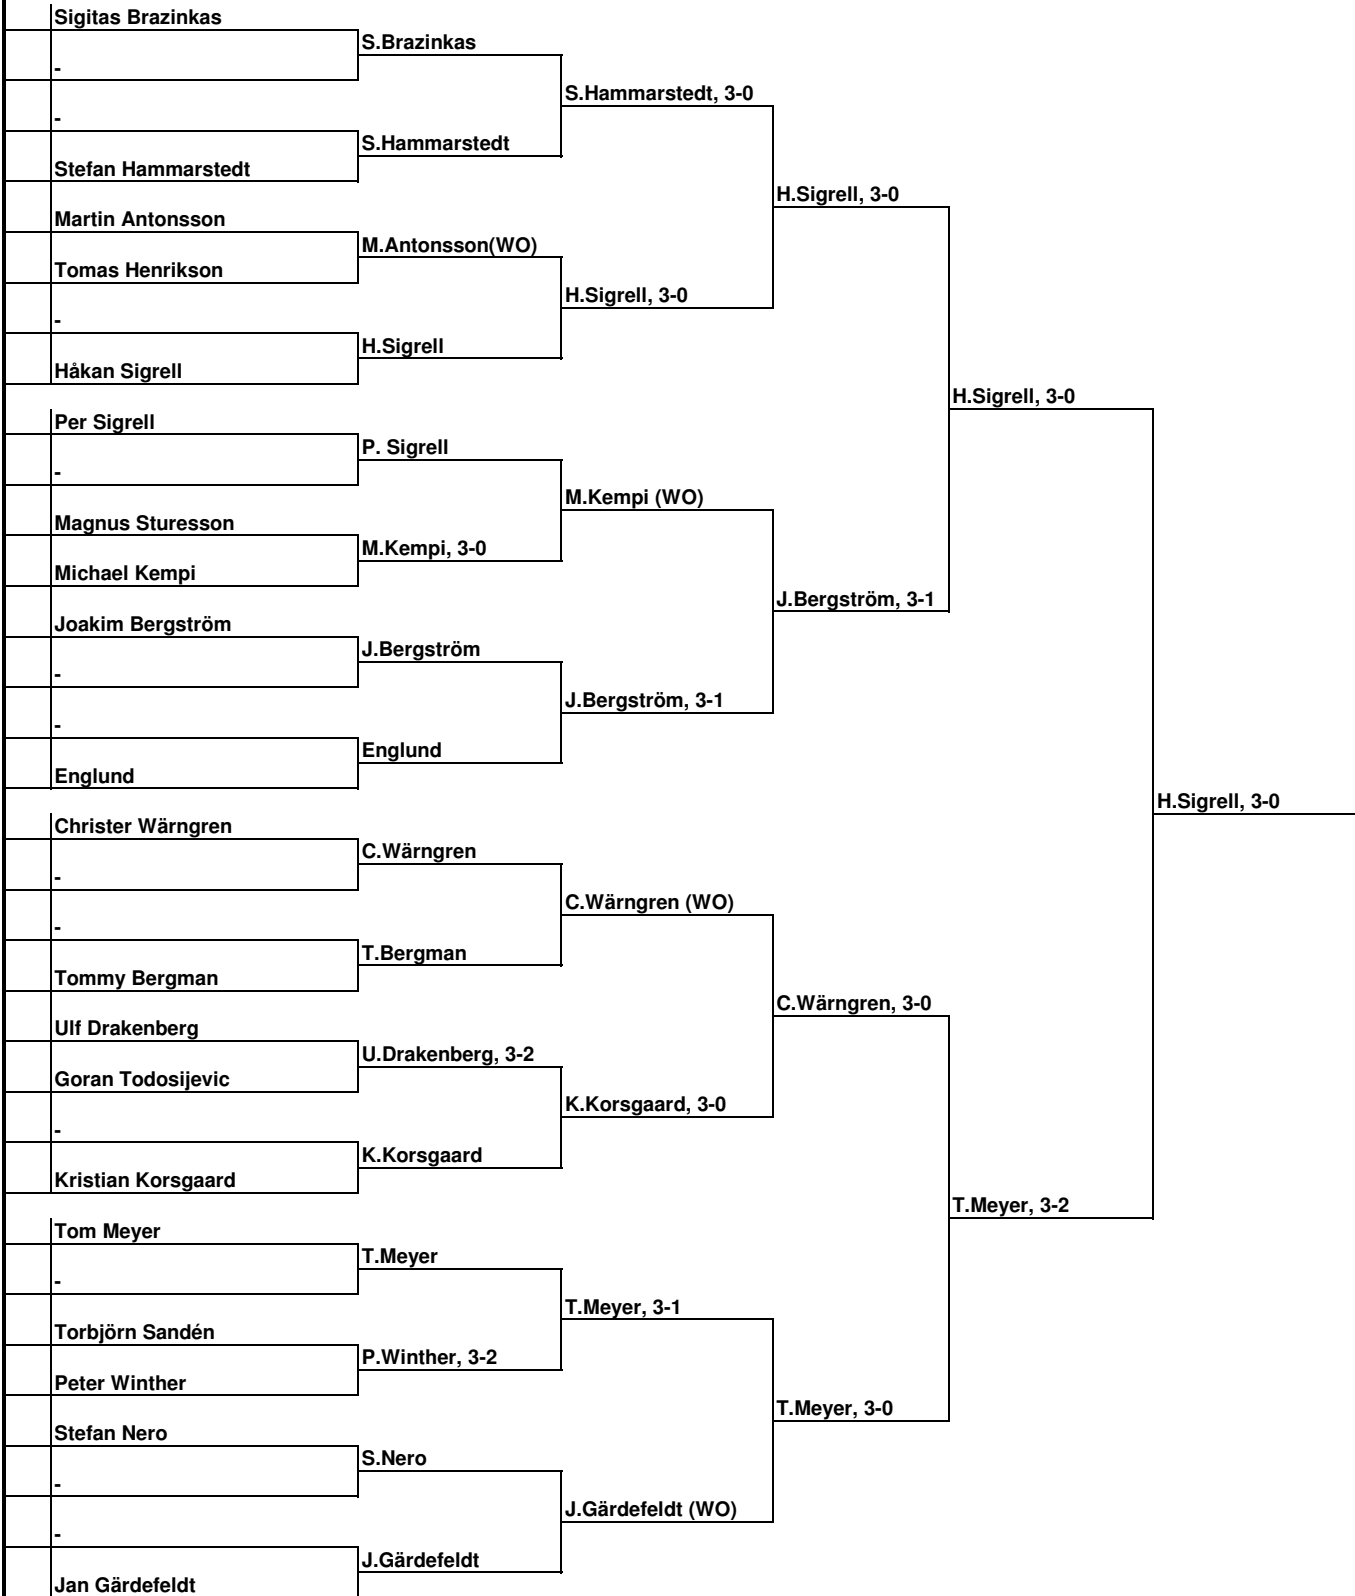 Sigitas Brazinkas
S.Brazinkas
-
S.Hammarstedt, 3-0
-
S.Hammarstedt
Stefan Hammarstedt
H.Sigrell, 3-0
Martin Antonsson
M.Antonsson(WO)
Tomas Henrikson
H.Sigrell, 3-0
-
H.Sigrell
Håkan Sigrell
H.Sigrell, 3-0
Per Sigrell
P. Sigrell
-
M.Kempi (WO)
Magnus Sturesson
M.Kempi, 3-0
Michael Kempi
J.Bergström, 3-1
Joakim Bergström
J.Bergström
-
J.Bergström, 3-1
-
Englund
Englund
H.Sigrell, 3-0
Christer Wärngren
C.Wärngren
-
C.Wärngren (WO)
-
T.Bergman
Tommy Bergman
C.Wärngren, 3-0
Ulf Drakenberg
U.Drakenberg, 3-2
Goran Todosijevic
K.Korsgaard, 3-0
-
K.Korsgaard
Kristian Korsgaard
T.Meyer, 3-2
Tom Meyer
T.Meyer
-
T.Meyer, 3-1
Torbjörn Sandén
P.Winther, 3-2
Peter Winther
T.Meyer, 3-0
Stefan Nero
S.Nero
-
J.Gärdefeldt (WO)
-
J.Gärdefeldt
Jan Gärdefeldt